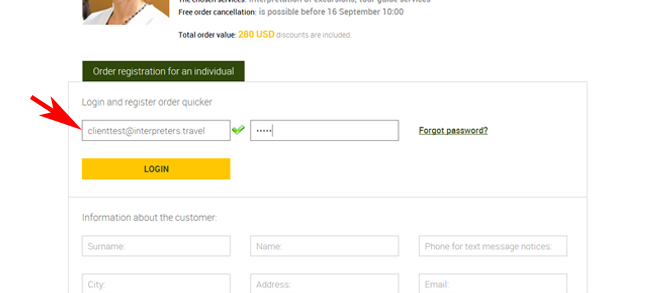 The chosen services: interpretation of excursions, tour guide services
Free order cancellation: is possible before 16 September 10:00
Total order value: 280 USD discounts are included.
Order registration for an individual
Login and register order quicker
clienttest@interpreters.travel ••••• Forgot password?
LOGIN
Information about the customer:
Surname: Name: Phone for text message notices:
City: Address: Email: